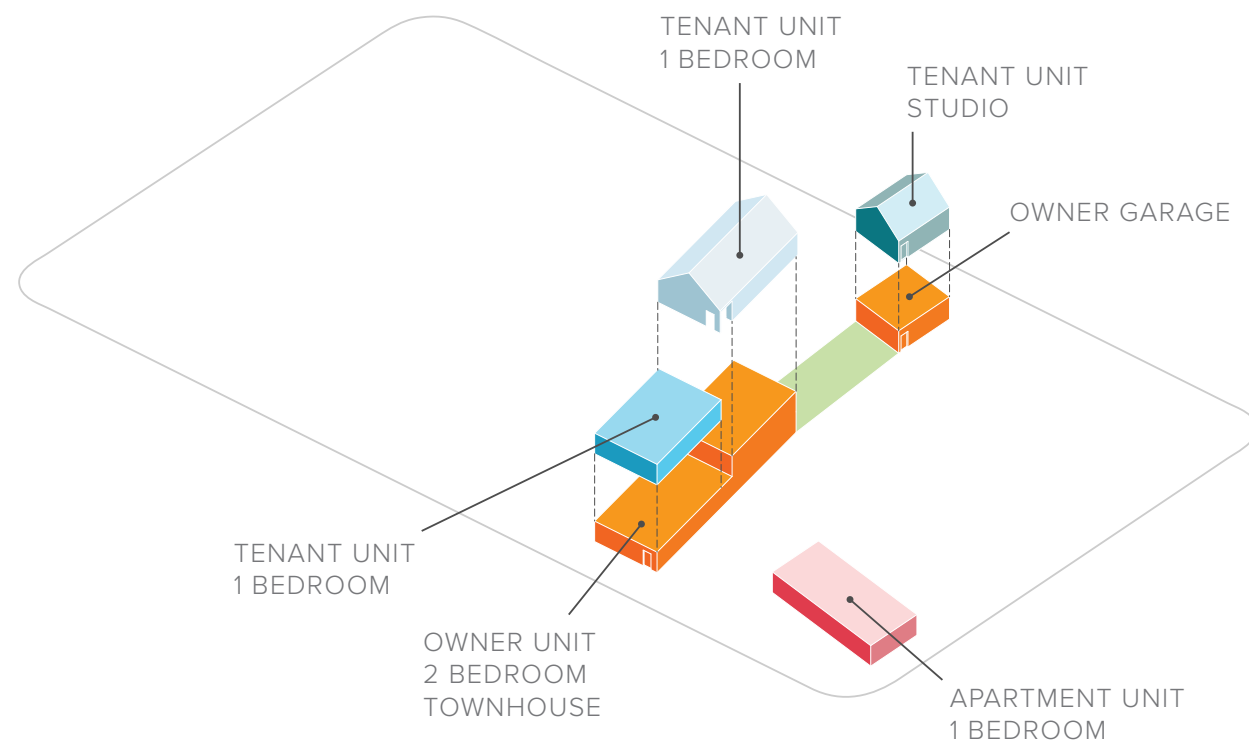 TENANT UNIT
1 BEDROOM
TENANT UNIT
STUDIO
OWNER GARAGE
TENANT UNIT
1 BEDROOM
OWNER UNIT
2 BEDROOM
TOWNHOUSE
APARTMENT UNIT
1 BEDROOM